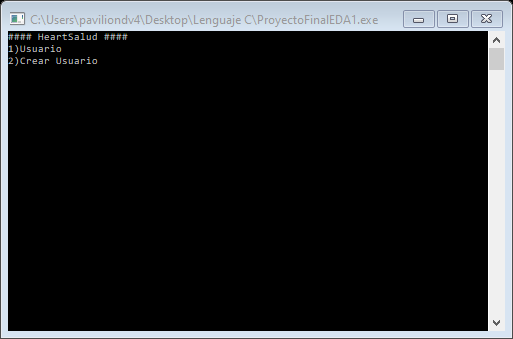 C:\Users\paviliondv4\Desktop\Lenguaje C\ProyectoFinalEDA1.exe
#### HeartSalud ####
1)Usuario
2)Crear Usuario